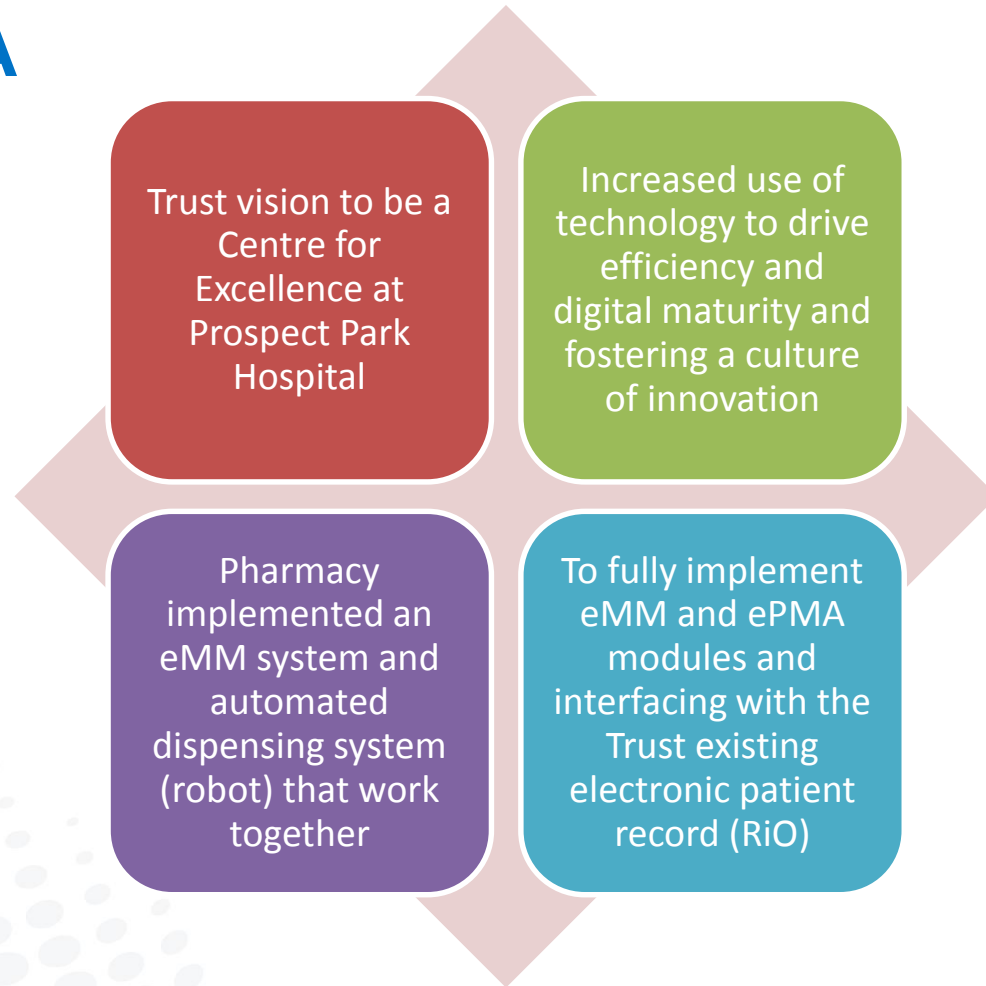 A
Trust vision to be a
Centre for
Excellence at
Prospect Park
Hospital
Increased use of
technology to drive
efficiency and
digital maturity and
fostering a culture
of innovation
Pharmacy
implemented an
eMM system and
automated
dispensing system
(robot) that work
together
To fully implement
eMM and ePMA
modules and
interfacing with the
Trust existing
electronic patient
record (RiO)